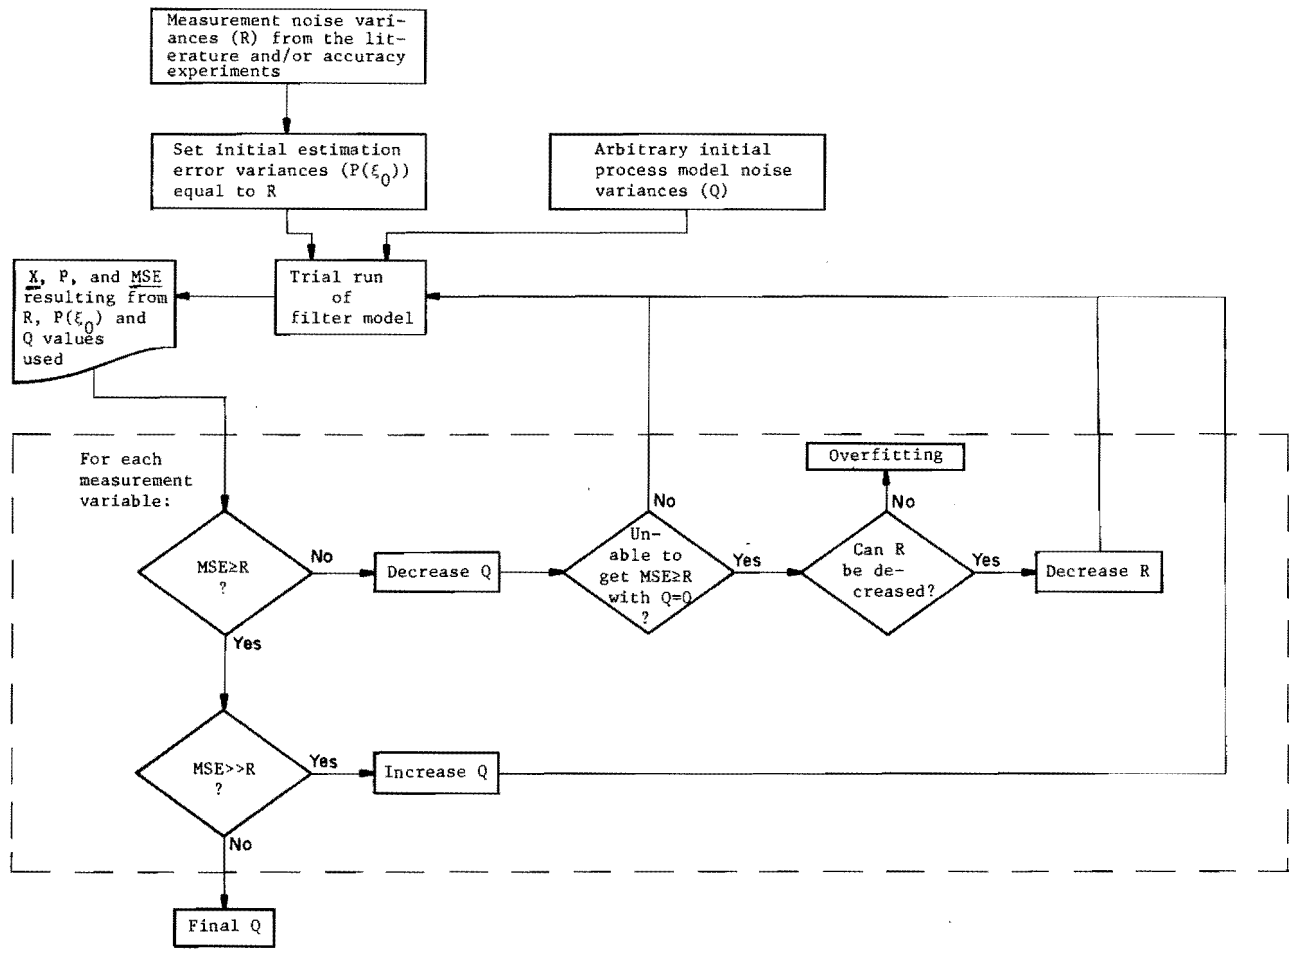 Measurement noise vari-
ances (R) from the lit-
erature and/or accuracy
experiments
Set initial estimation
error variances (P(ξ0))
equal to R
Arbitrary initial
process model noise
variances (Q)
X, P, and MSE
resulting from
R, P(ξ0) and
Q values
used
Trial run
of
filter model
For each
measurement
variable:
MSE≥R
?
No
Yes
Decrease Q
Un-
able to
get MSE≥R
with Q=0
?
No
Yes
Overfitting
No
Can R
be de-
creased?
Yes
Decrease R
MSE>>R
?
Yes
No
Increase Q
Final Q